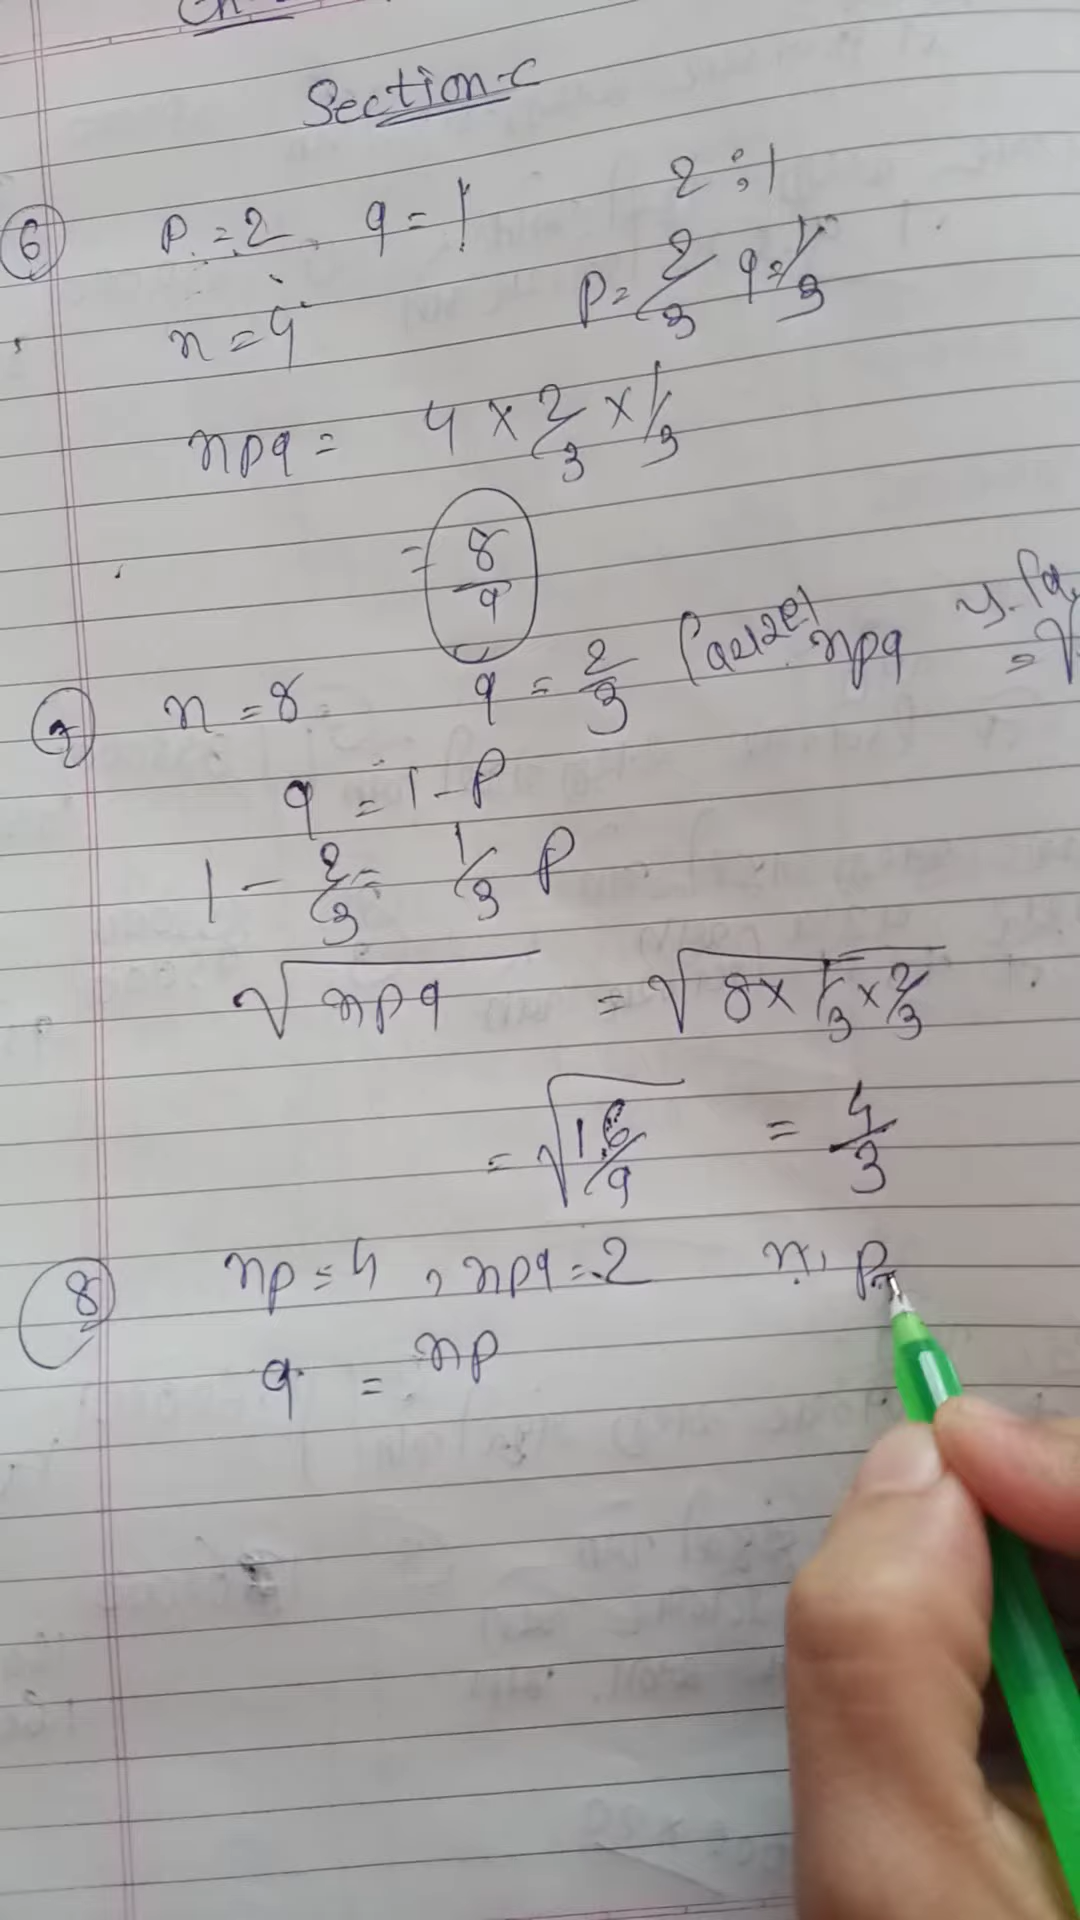 Section-C
6 P = 2, q = 1 2 : 1
n = 4 P = 2/3 q = 1/3
npq = 4 × 2/3 × 1/3
= 8/9
7 n = 8 q = 2/3 npq
q = 1 - P
1 - 2/3 = 1/3 P
√npq = √8 × 1/3 × 2/3
= √16/9 = 4/3
8 np = 4, npq = 2 n, P
q = np